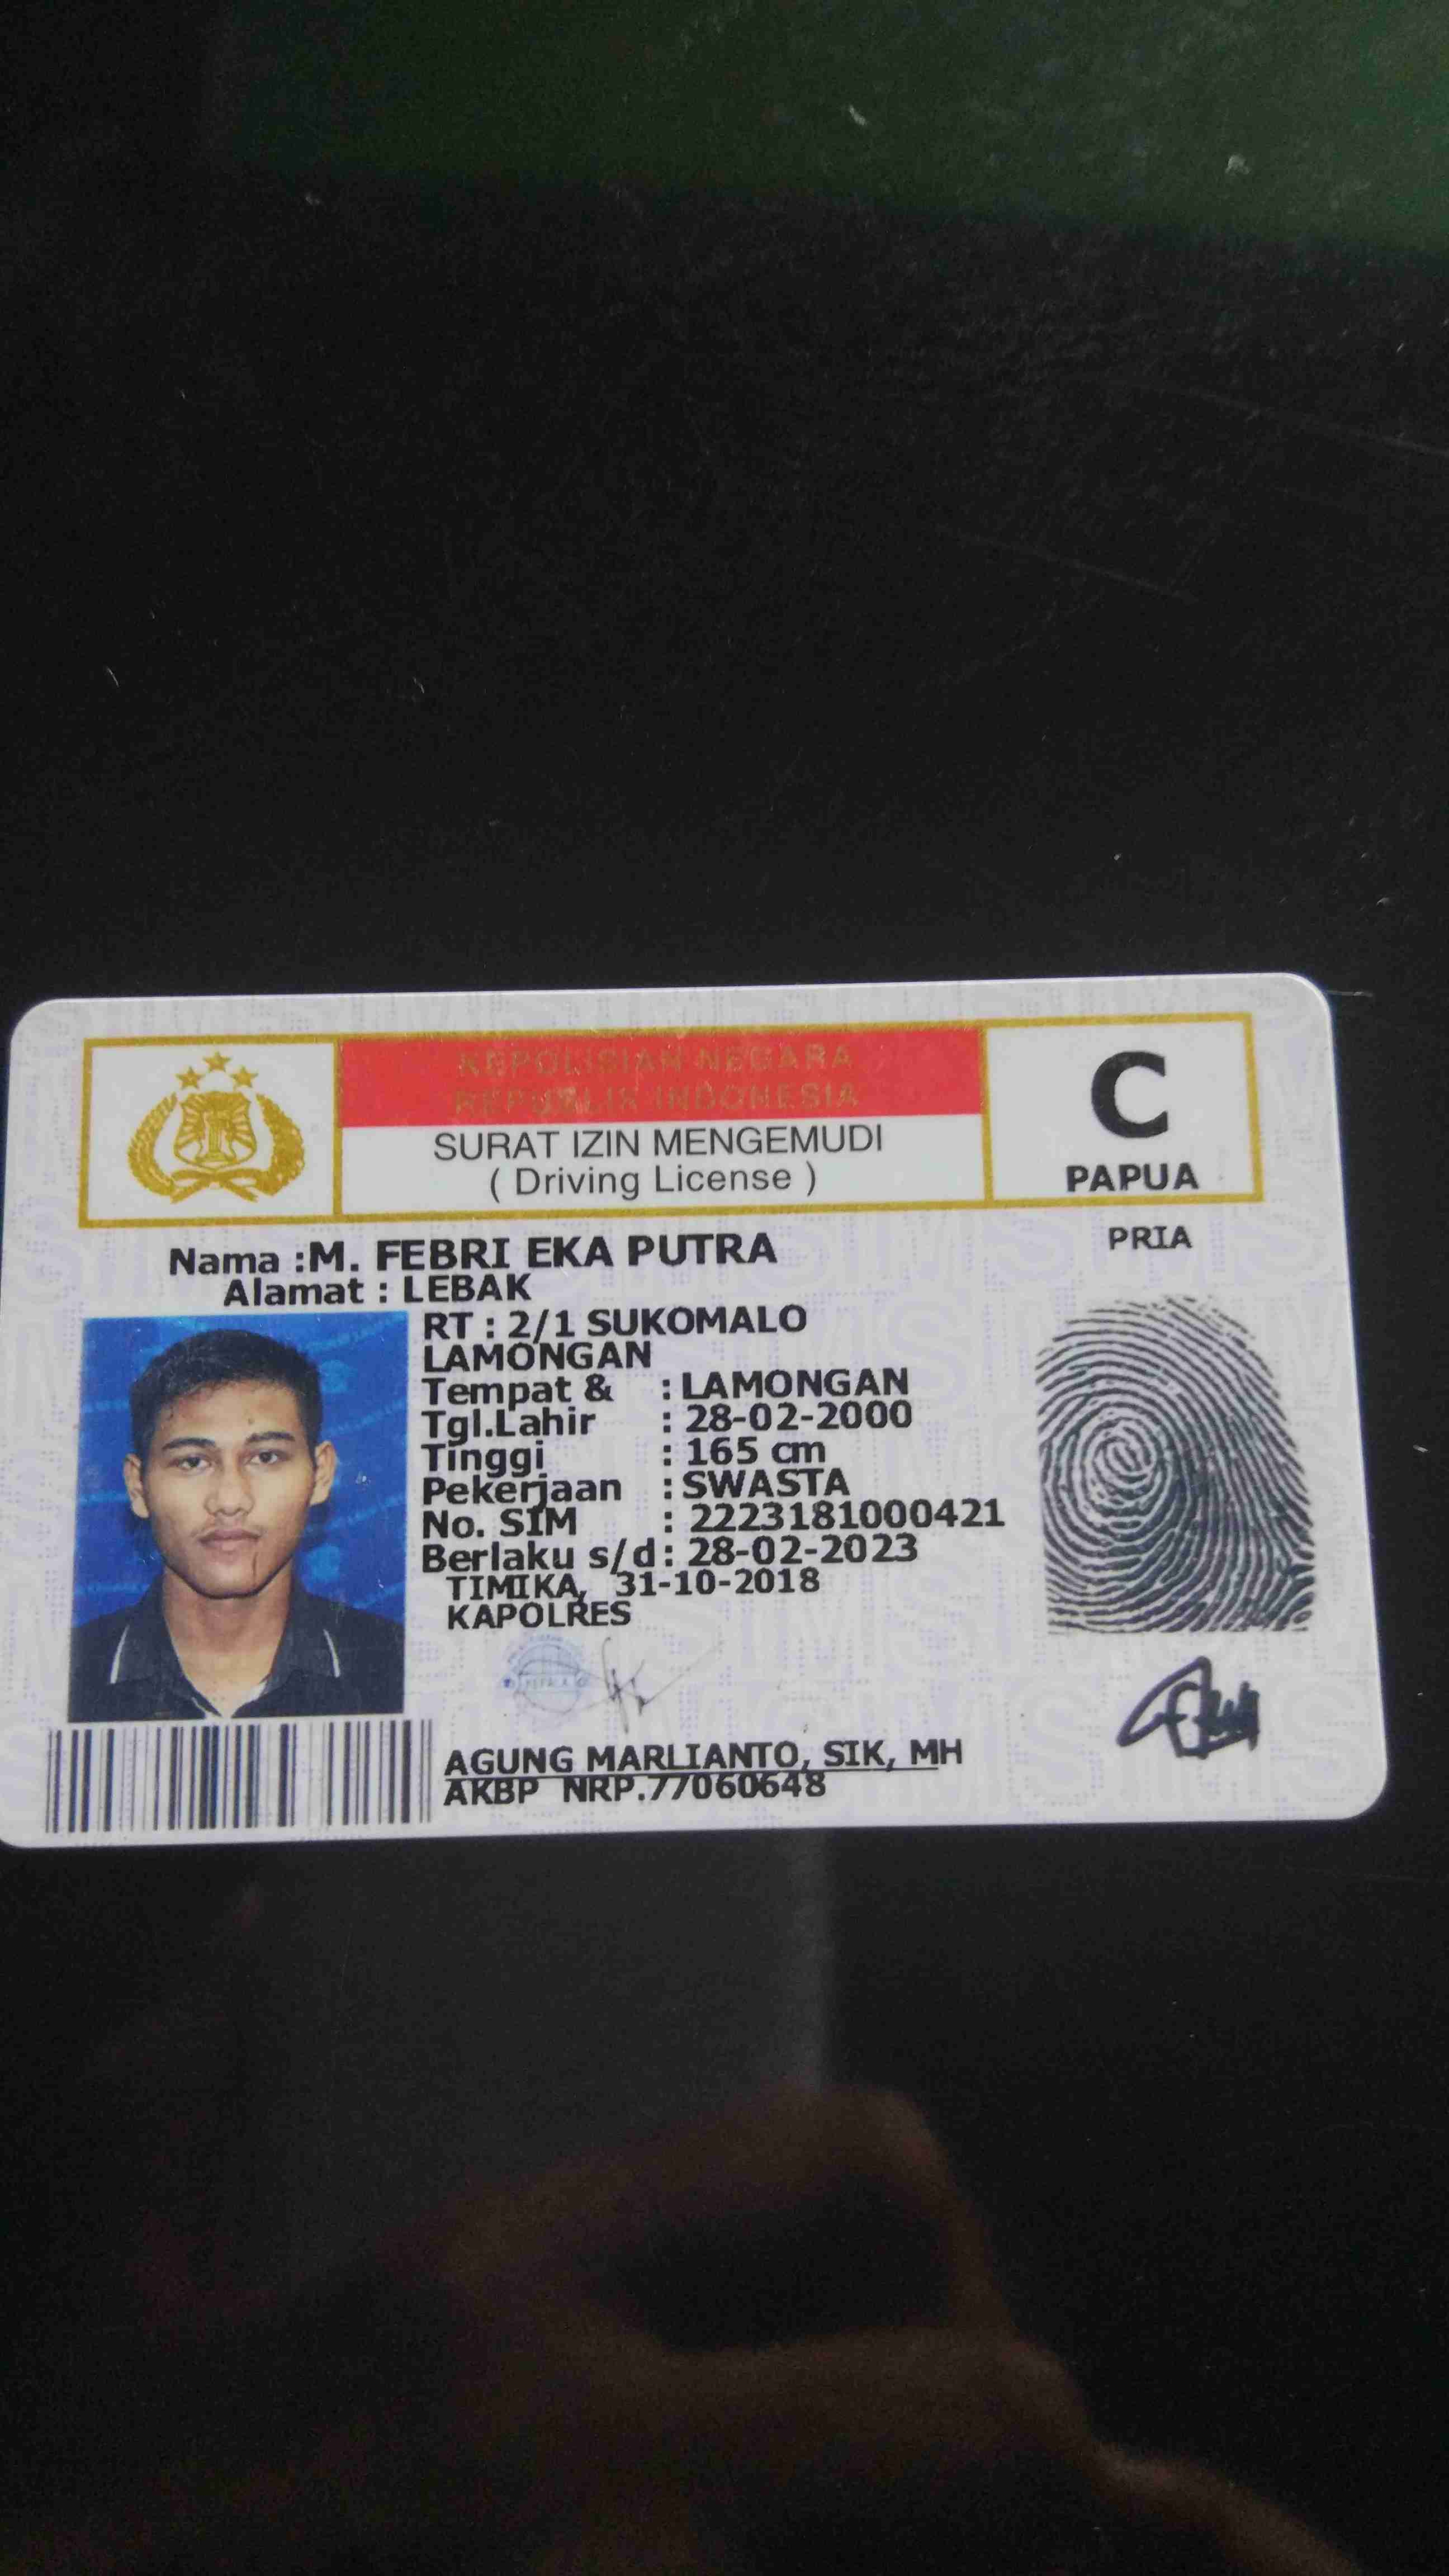 KEPOLISIAN NEGARA
REPUBLIK INDONESIA
SURAT IZIN MENGEMUDI
( Driving License )
C
PAPUA
PRIA
Nama :M. FEBRI EKA PUTRA
Alamat : LEBAK
RT : 2/1 SUKOMALO
LAMONGAN
Tempat & : LAMONGAN
Tgl.Lahir : 28-02-2000
Tinggi : 165 cm
Pekerjaan : SWASTA
No. SIM : 2223181000421
Berlaku s/d : 28-02-2023
TIMIKA, 31-10-2018
KAPOLRES
KEPALA
AGUNG MARLIANTO, SIK, MH
AKBP NRP.77060648